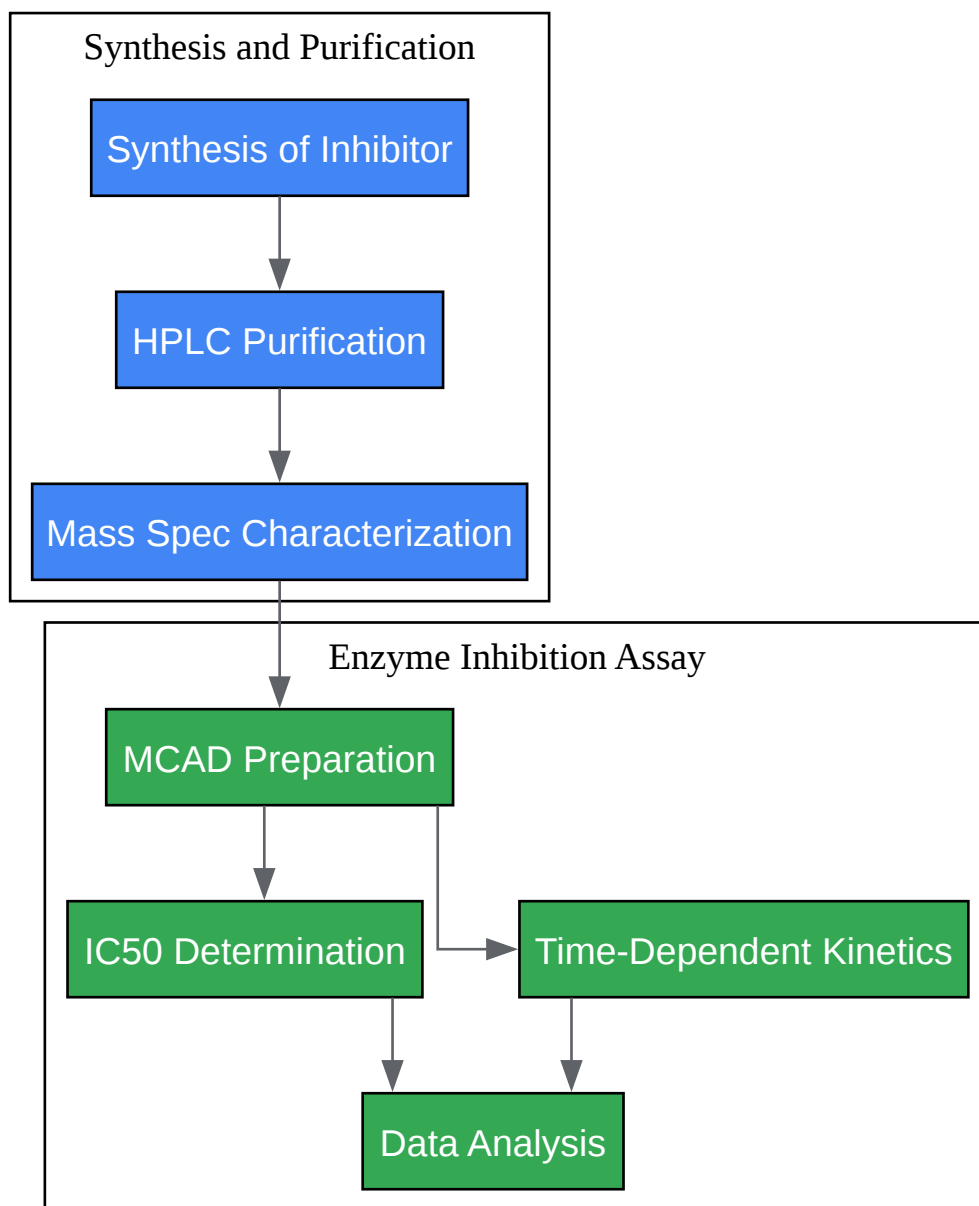 Synthesis and Purification
Synthesis of Inhibitor
HPLC Purification
Mass Spec Characterization
Enzyme Inhibition Assay
MCAD Preparation
IC50 Determination
Time-Dependent Kinetics
Data Analysis